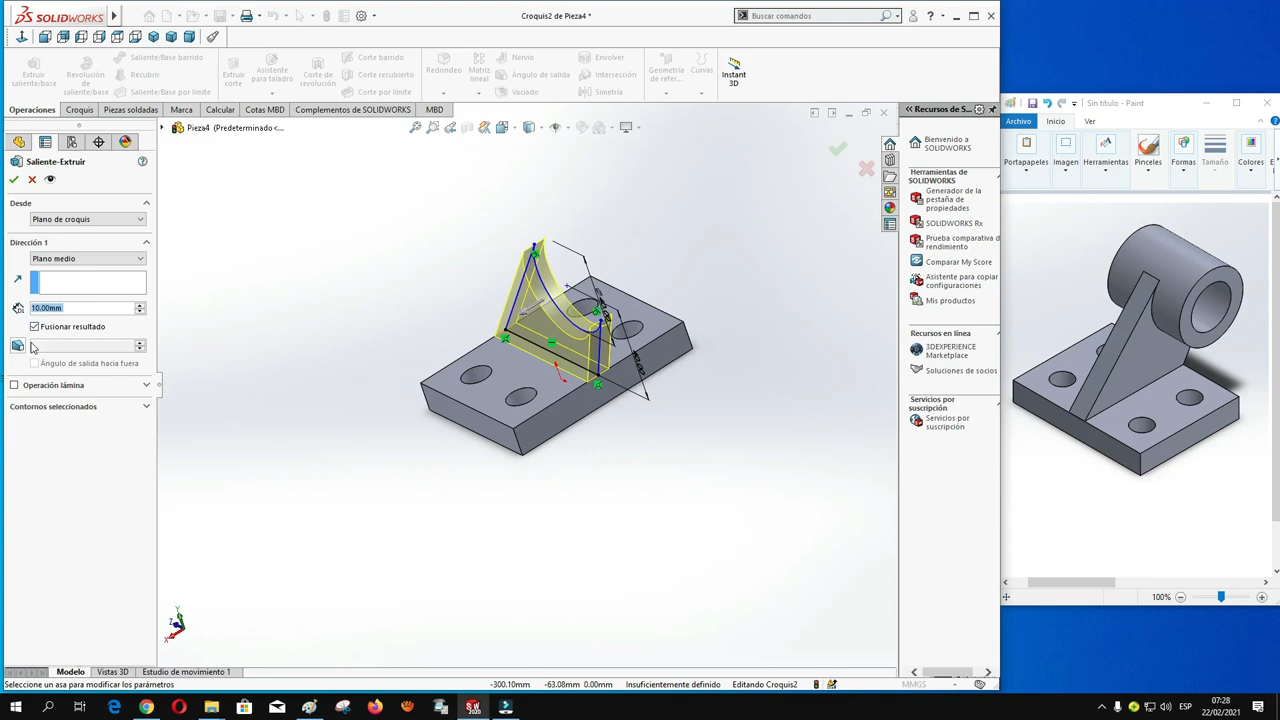 SOLIDWORKS
Croquis2 de Pieza4 *
Buscar comandos
Extruir saliente/base
Revolución de saliente/base
Saliente/Base barrido
Recubrir
Saliente/Base por límite
Extruir corte
Asistente para taladro
Corte de revolución
Corte barrido
Corte recubierto
Corte por límite
Redondeo
Matriz lineal
Nervio
Ángulo de salida
Vaciado
Envolver
Intersección
Simetría
Geometría de refer...
Curvas
Instant 3D
Operaciones
Croquis
Piezas soldadas
Marca
Calcular
Cotas MBD
Complementos de SOLIDWORKS
MBD
Pieza4 (Predeterminado<...
Saliente-Extruir
Desde
Plano de croquis
Dirección 1
Plano medio
10.00mm
Fusionar resultado
Ángulo de salida hacia fuera
Operación lámina
Contornos seleccionados
Recursos de S...
Bienvenido a
SOLIDWORKS
Herramientas de
SOLIDWORKS
Generador de la
pestaña de
propiedades
SOLIDWORKS Rx
Prueba comparativa de
rendimiento
Comparar My Score
Asistente para copiar
configuraciones
Mis productos
Recursos en línea
3DEXPERIENCE
Marketplace
Soluciones de socios
Servicios por
suscripción
Servicios por
suscripción
Y
Z
X
Modelo
Vistas 3D
Estudio de movimiento 1
Seleccione un asa para modificar los parámetros
-300.10mm
-63.08mm
0.00mm
Insuficientemente definido
Editando Croquis2
MMGS
Sin título - Paint
Archivo
Inicio
Ver
Portapapeles
Imagen
Herramientas
Pinceles
Formas
Tamaño
Colores
100%
ESP
07:28
22/02/2021